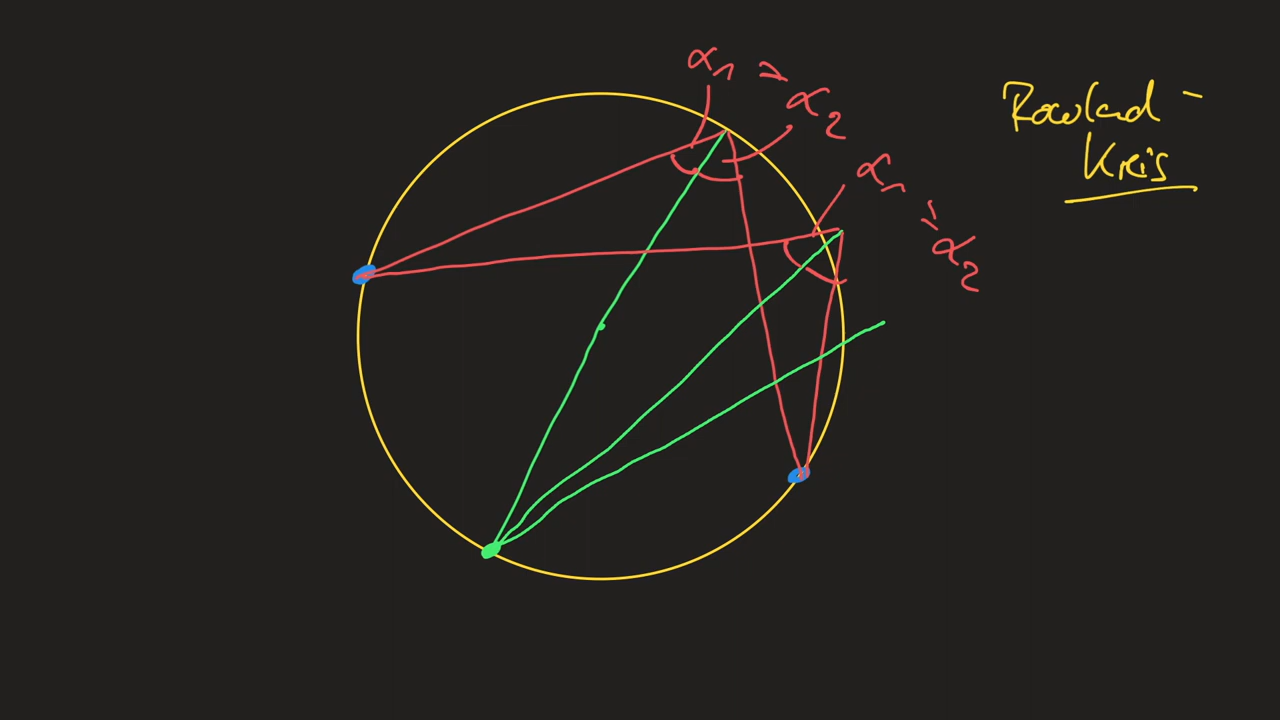 α₁, α₂
α₁, α₂
Rowland-
Kreis